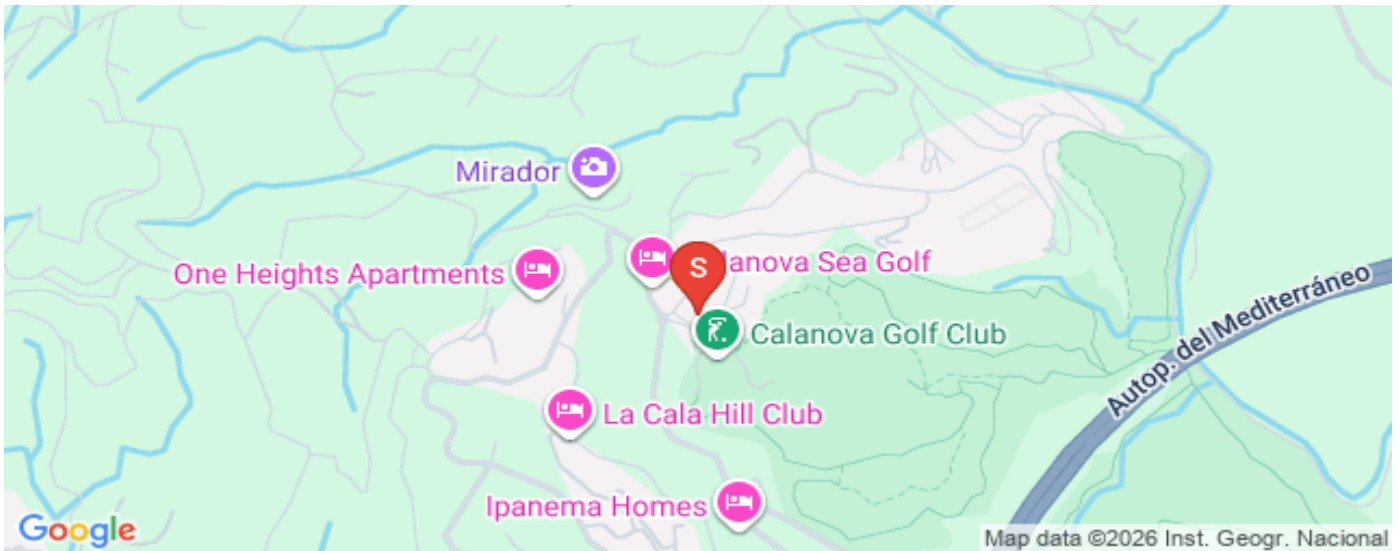 Mirador
One Heights Apartments
S
lanova Sea Golf
Calanova Golf Club
La Cala Hill Club
Ipanema Homes
Autop. del Mediterráneo
Google
Map data ©2026 Inst. Geogr. Nacional